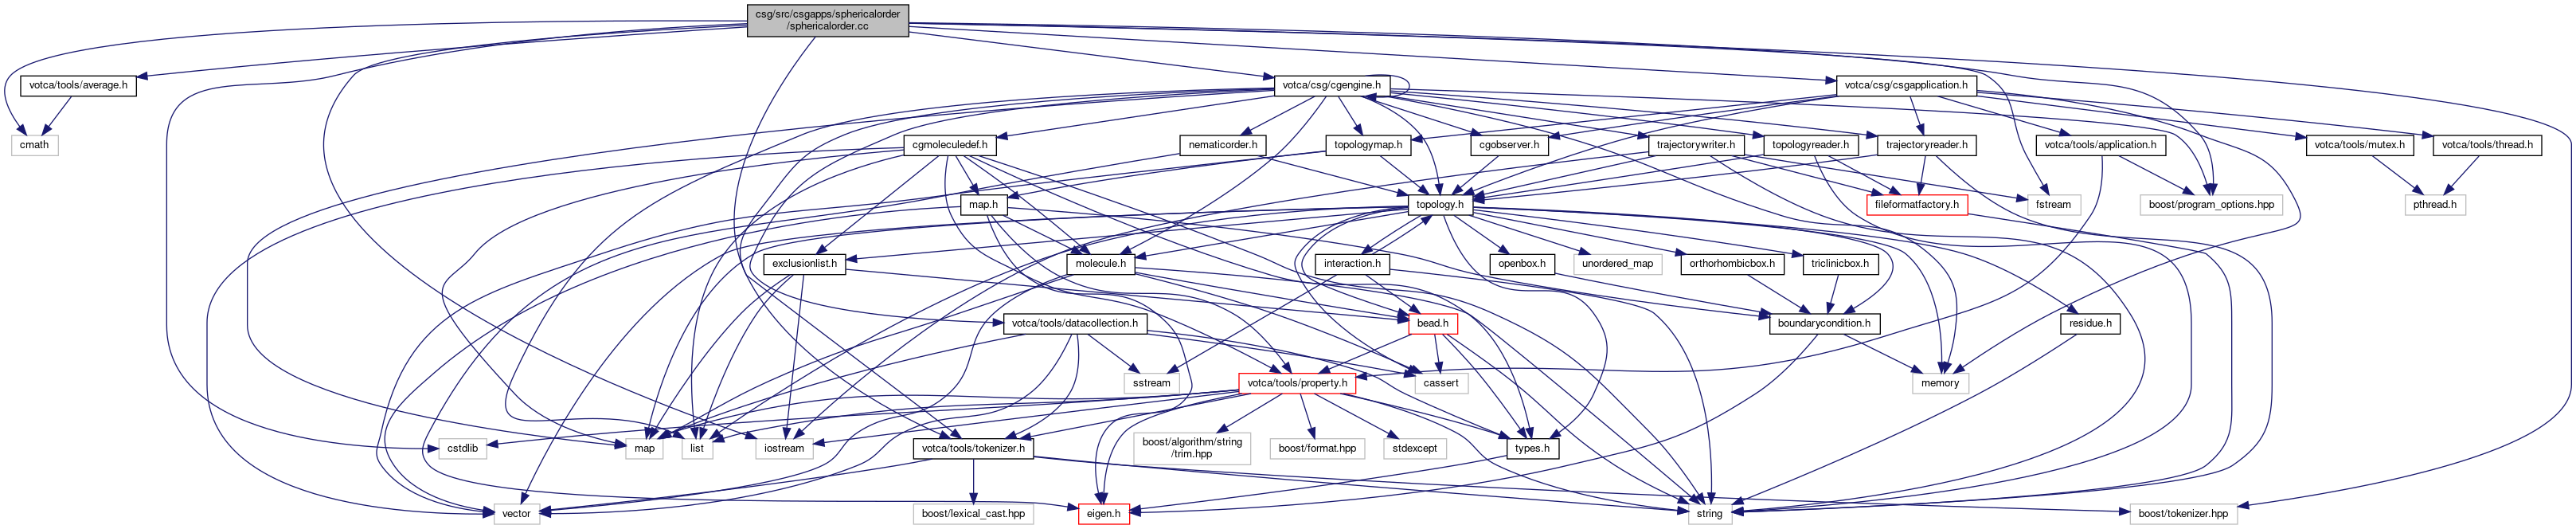 csg/src/csgapps/sphericalorder
/sphericalorder.cc
votca/tools/average.h
votca/csg/cgengine.h
votca/csg/csgapplication.h
cmath
cgmoleculedef.h
nematicorder.h
topologymap.h
cgobserver.h
trajectorywriter.h
topologyreader.h
trajectoryreader.h
votca/tools/application.h
votca/tools/mutex.h
votca/tools/thread.h
map.h
topology.h
fileformatfactory.h
fstream
boost/program_options.hpp
pthread.h
exclusionlist.h
molecule.h
interaction.h
openbox.h
unordered_map
orthorhombicbox.h
triclinicbox.h
votca/tools/datacollection.h
bead.h
boundarycondition.h
residue.h
sstream
votca/tools/property.h
cassert
memory
cstdlib
map
list
iostream
votca/tools/tokenizer.h
boost/algorithm/string
/trim.hpp
boost/format.hpp
stdexcept
types.h
vector
boost/lexical_cast.hpp
eigen.h
string
boost/tokenizer.hpp